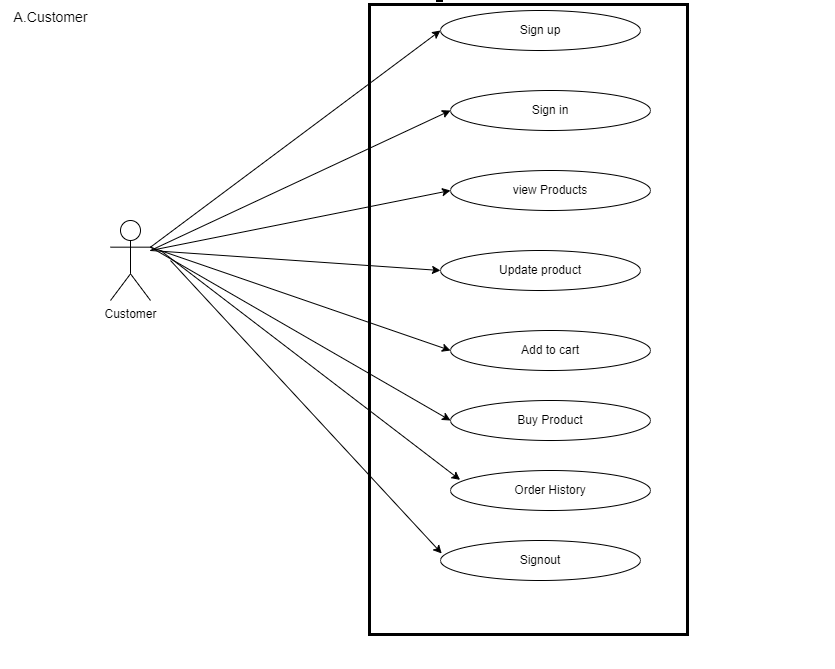 A.Customer
Sign up
Sign in
view Products
Update product
Customer
Add to cart
Buy Product
Order History
Signout